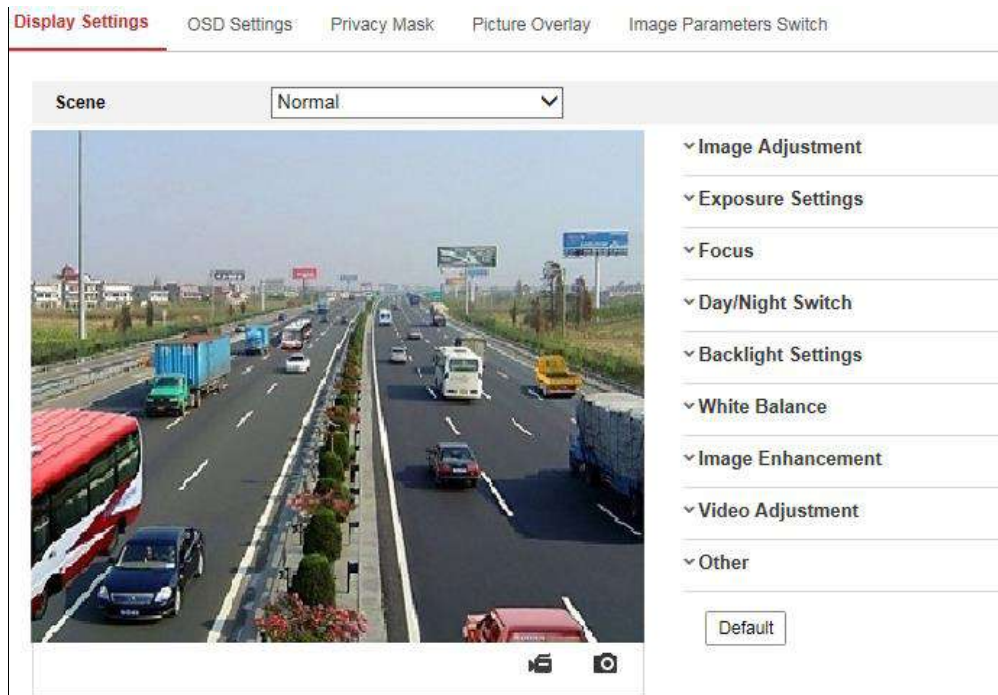 Display Settings OSD Settings Privacy Mask Picture Overlay Image Parameters Switch
Scene Normal
Image Adjustment
Exposure Settings
Focus
Day/Night Switch
Backlight Settings
White Balance
Image Enhancement
Video Adjustment
Other
Default